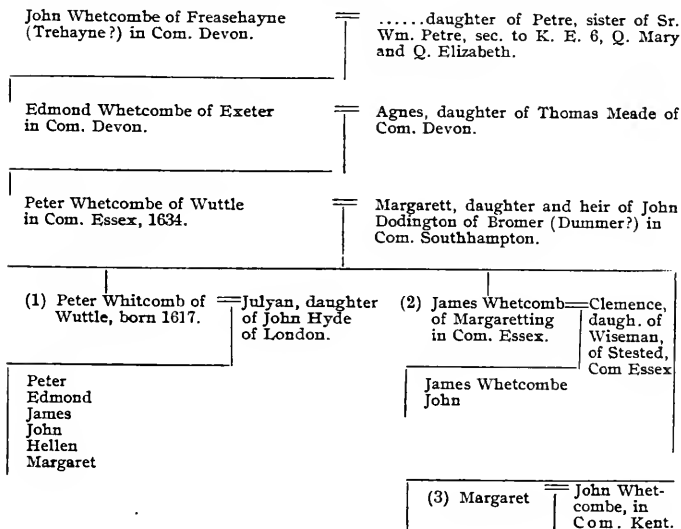 John Whetcombe of Freasehayne
(Trehayne?) in Com. Devon.
......daughter of Petre, sister of Sr.
Wm. Petre, sec. to K. E. 6, Q. Mary
and Q. Elizabeth.
Edmond Whetcombe of Exeter
in Com. Devon.
Agnes, daughter of Thomas Meade of
Com. Devon.
Peter Whetcombe of Wuttle
in Com. Essex, 1634.
Margarett, daughter and heir of John
Dodington of Bromer (Dummer?) in
Com. Southhampton.
(1) Peter Whitcomb of
Wuttle, born 1617.
Julyan, daughter
of John Hyde
of London.
(2) James Whetcomb
of Margaretting
in Com. Essex.
Clemence,
daugh. of
Wiseman,
of Stested,
Com Essex
Peter
Edmond
James
John
Hellen
Margaret
James Whetcombe
John
(3) Margaret
John Whet-
combe, in
Com. Kent.